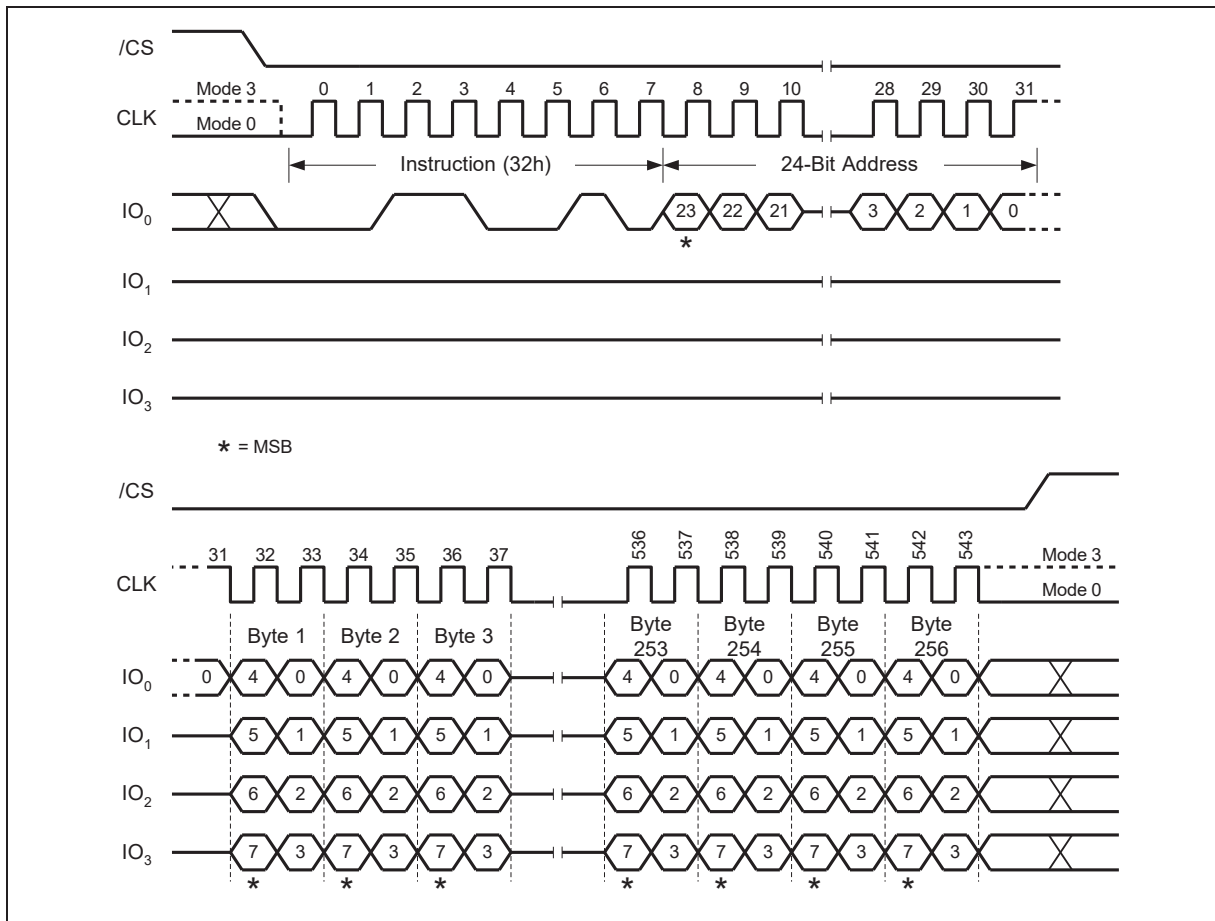 /CS
Mode 3 0 1 2 3 4 5 6 7 8 9 10 28 29 30 31
CLK
Mode 0
Instruction (32h) 24-Bit Address
IO0 23 22 21 3 2 1 0
*
IO1
IO2
IO3
* = MSB
/CS
31 32 33 34 35 36 37 536 537 538 539 540 541 542 543 Mode 3
CLK
Mode 0
Byte 1 Byte 2 Byte 3 Byte 253 Byte 254 Byte 255 Byte 256
IO0 0 4 0 4 0 4 0 4 0 4 0 4 0 4 0
IO1 5 1 5 1 5 1 5 1 5 1 5 1 5 1
IO2 6 2 6 2 6 2 6 2 6 2 6 2 6 2
IO3 7 3 7 3 7 3 7 3 7 3 7 3 7 3
* * * * * * *